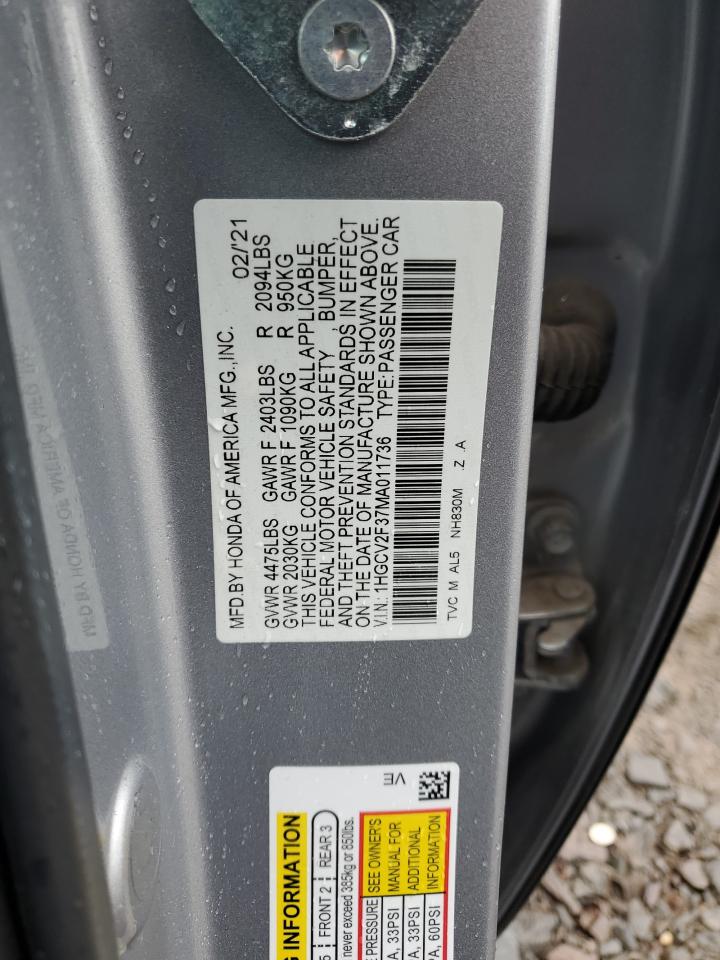 MFD.BY HONDA OF AMERICA MFG.,INC. 02/'21
GVWR 4475LBS GAWR F 2403LBS R 2094LBS
GVWR 2030KG GAWR F 1090KG R 950KG
THIS VEHICLE CONFORMS TO ALL APPLICABLE
FEDERAL MOTOR VEHICLE SAFETY, BUMPER,
AND THEFT PREVENTION STANDARDS IN EFFECT
ON THE DATE OF MANUFACTURE SHOWN ABOVE.
V.I.N.: 1HGCV2F37MA011736 TYPE:PASSENGER CAR
TVC M AL5 NH830M Z .A
VE
INFORMATION
FRONT 2 REAR 3
never exceed 385kg or 850lbs.
PRESSURE SEE OWNER'S
33PSI MANUAL FOR
33PSI ADDITIONAL
60PSI INFORMATION